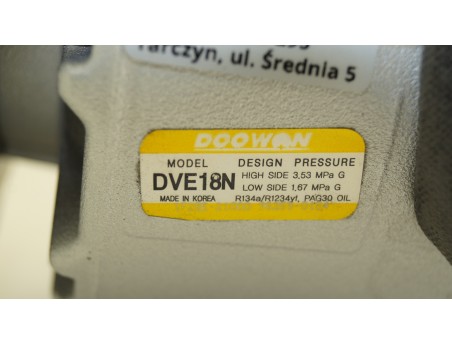 Tarczyn, ul. Średnia 5
DOOWON
MODEL DESIGN PRESSURE
DVE18N HIGH SIDE 3,53 MPa G
LOW SIDE 1,67 MPa G
MADE IN KOREA R134a/R1234yf, PAG30 OIL